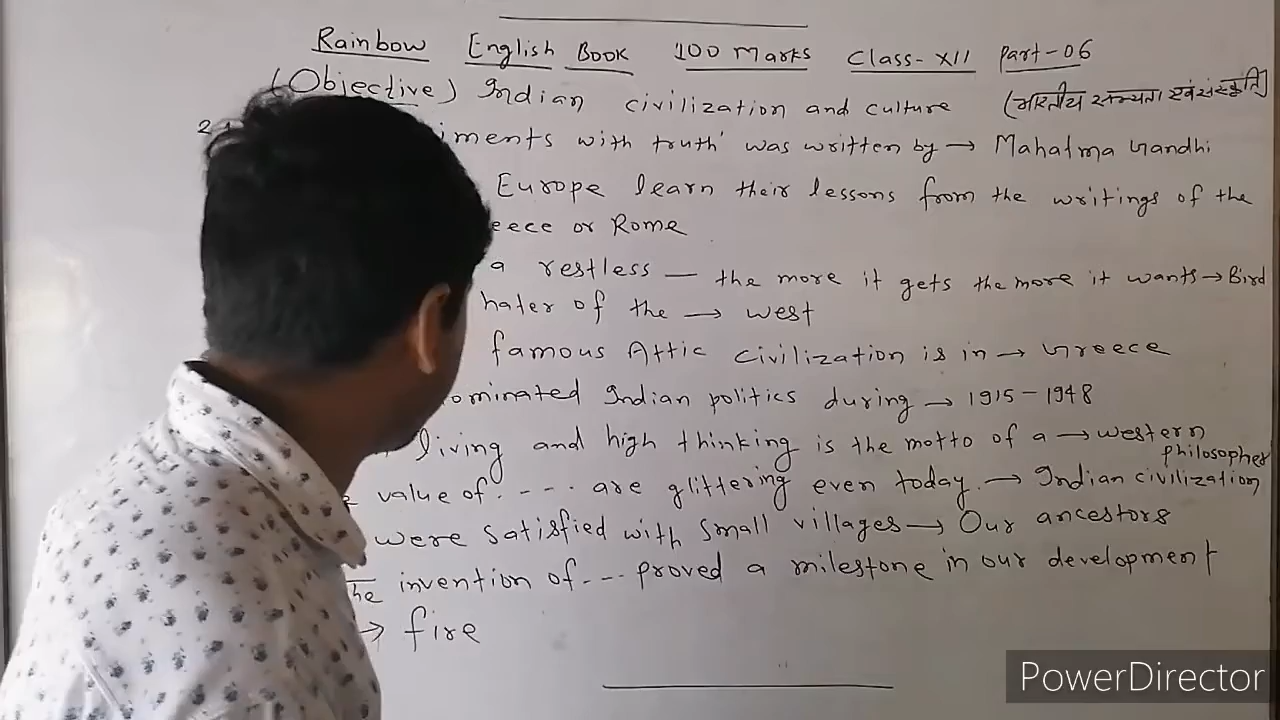 Rainbow English Book 100 Marks Class-XII Part-06
(Objective) Indian civilization and culture (भारतीय सभ्यता एवं संस्कृति)
2 iments with truth' was written by → Mahatma Gandhi
Europe learn their lessons from the writings of the
eece or Rome
a restless — the more it gets the more it wants → Bird
hater of the → west
famous Attic civilization is in → Greece
ominated Indian politics during → 1915-1948
living and high thinking is the motto of a → western
philosopher
value of .---. are glittering even today. → Indian civilization
were satisfied with small villages → Our ancestors
The invention of --- proved a milestone in our development
→ fire
PowerDirector